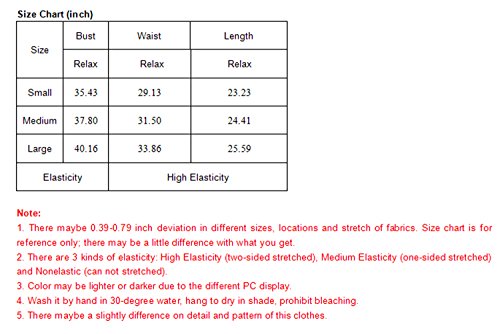 Size Chart (inch)
Size Bust Waist Length
Relax Relax Relax
Small 35.43 29.13 23.23
Medium 37.80 31.50 24.41
Large 40.16 33.86 25.59
Elasticity High Elasticity
Note:
1. There maybe 0.39-0.79 inch deviation in different sizes, locations and stretch of fabrics. Size chart is for
reference only; there may be a little difference with what you get.
2. There are 3 kinds of elasticity: High Elasticity (two-sided stretched), Medium Elasticity (one-sided stretched)
and Nonelastic (can not stretched).
3. Color may be lighter or darker due to the different PC display.
4. Wash it by hand in 30-degree water, hang to dry in shade, prohibit bleaching.
5. There maybe a slightly difference on detail and pattern of this clothes.